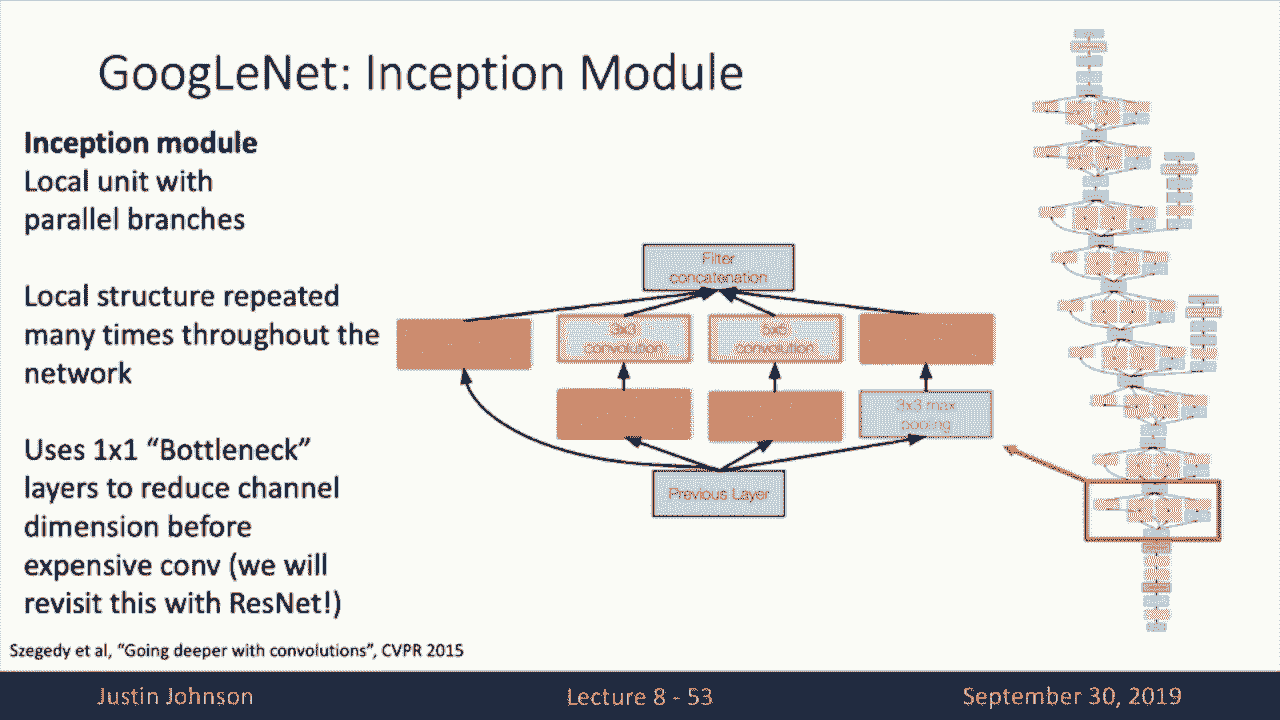 GoogLeNet: Inception Module
Inception module
Local unit with
parallel branches
Local structure repeated
many times throughout the
network
Uses 1x1 “Bottleneck”
layers to reduce channel
dimension before
expensive conv (we will
revisit this with ResNet!)
Filter
concatenation
3x3
convolution
5x5
convolution
3x3 max
pooling
Previous Layer
Szegedy et al, “Going deeper with convolutions”, CVPR 2015
Justin Johnson
Lecture 8 - 53
September 30, 2019